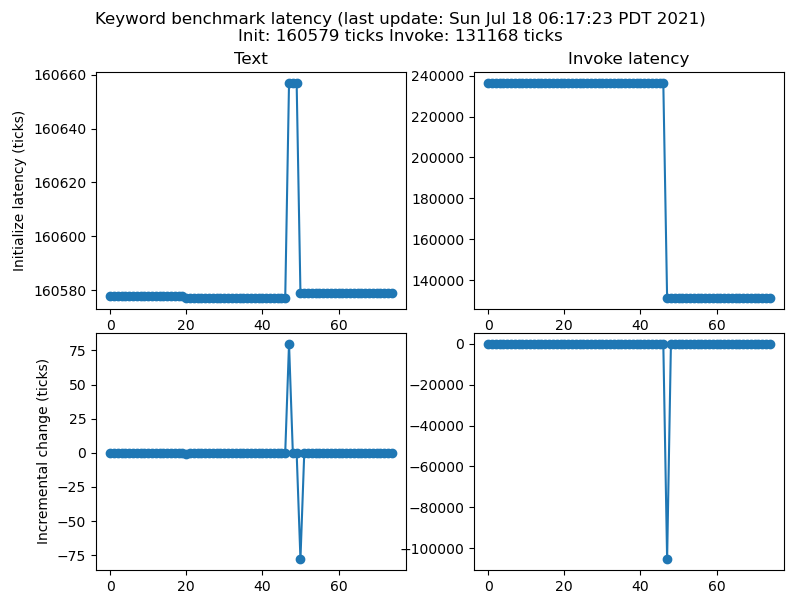 Keyword benchmark latency (last update: Sun Jul 18 06:17:23 PDT 2021)
Init: 160579 ticks Invoke: 131168 ticks
Text
Invoke latency
Initialize latency (ticks)
160660
160640
160620
160600
160580
0 20 40 60
240000
220000
200000
180000
160000
140000
0 20 40 60
Incremental change (ticks)
75
50
25
0
−25
−50
−75
0 20 40 60
0
−20000
−40000
−60000
−80000
−100000
0 20 40 60